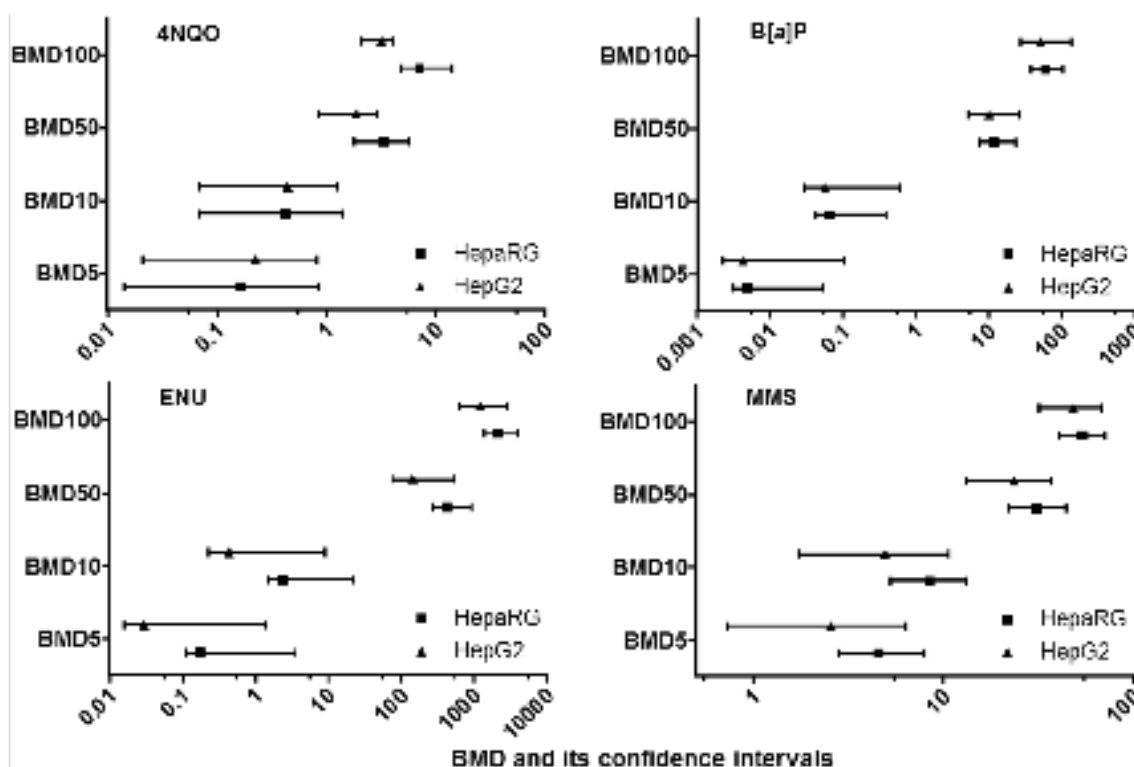 4NQO
BMD100
BMD50
BMD10
BMD5
HepaRG
HepG2
0.01
0.1
1
10
100
B[a]P
BMD100
BMD50
BMD10
BMD5
HepaRG
HepG2
0.001
0.01
0.1
1
10
100
1000
ENU
BMD100
BMD50
BMD10
BMD5
HepaRG
HepG2
0.01
0.1
1
10
100
1000
10000
MMS
BMD100
BMD50
BMD10
BMD5
HepaRG
HepG2
1
10
100
BMD and its confidence intervals